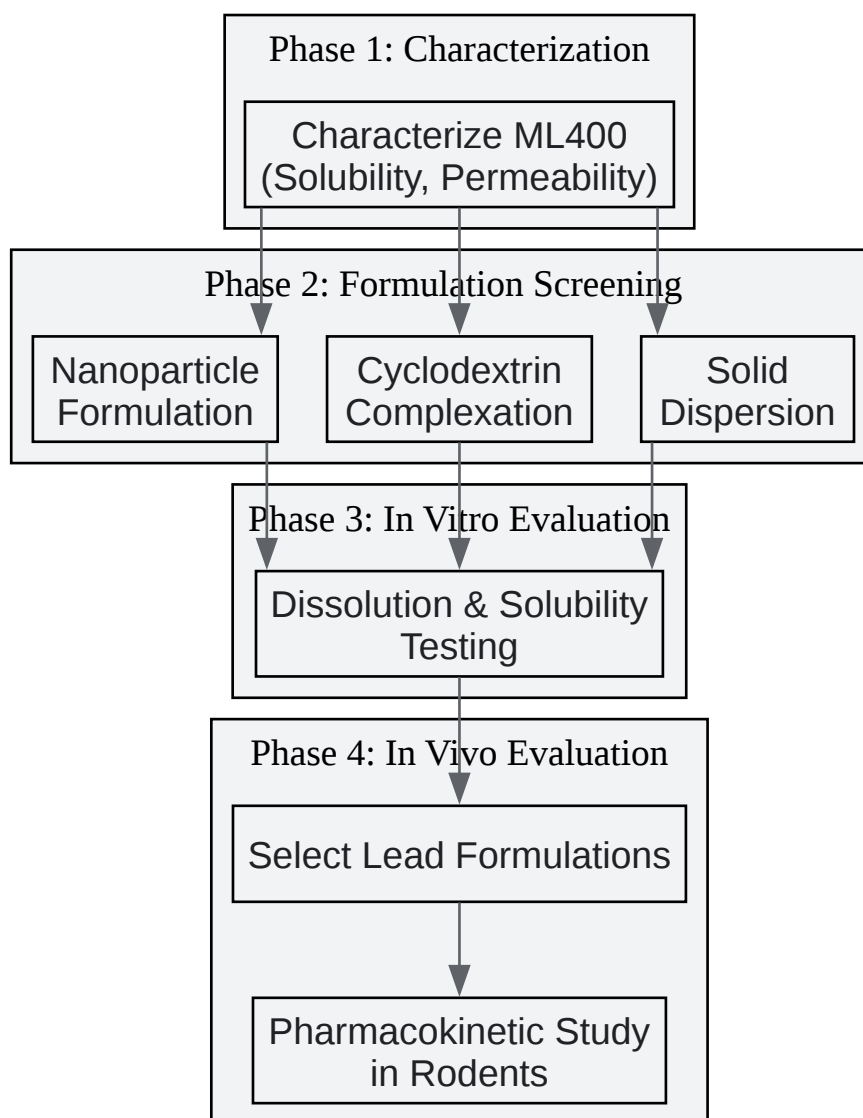 Phase 1: Characterization
Characterize ML400
(Solubility, Permeability)
Phase 2: Formulation Screening
Nanoparticle
Formulation
Cyclodextrin
Complexation
Solid
Dispersion
Phase 3: In Vitro Evaluation
Dissolution & Solubility
Testing
Phase 4: In Vivo Evaluation
Select Lead Formulations
Pharmacokinetic Study
in Rodents